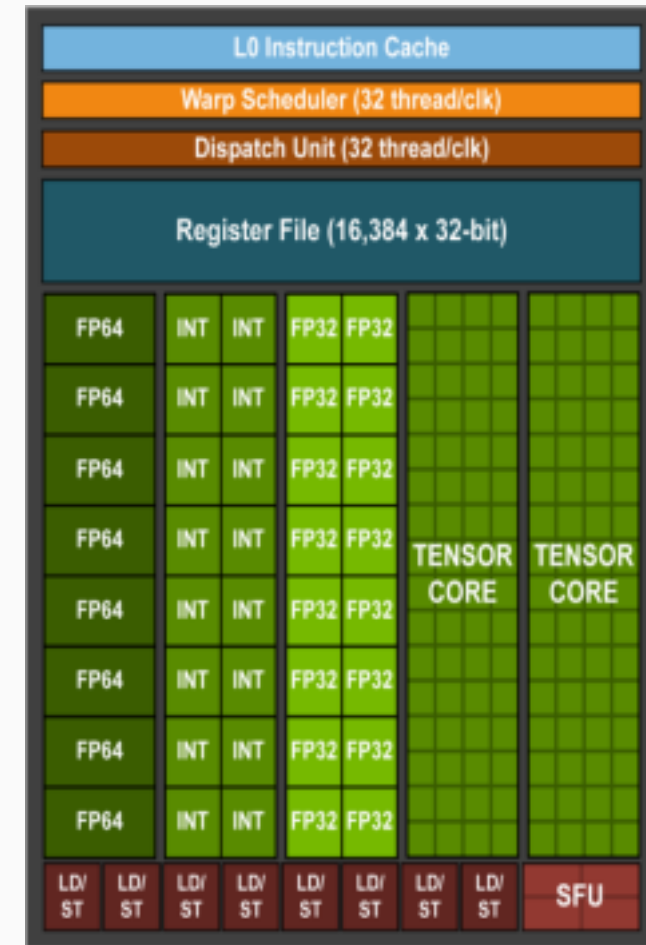 L0 Instruction Cache
Warp Scheduler (32 thread/clk)
Dispatch Unit (32 thread/clk)
Register File (16,384 x 32-bit)
FP64 INT INT FP32 FP32
FP64 INT INT FP32 FP32
FP64 INT INT FP32 FP32
FP64 INT INT FP32 FP32
TENSOR CORE TENSOR CORE
FP64 INT INT FP32 FP32
FP64 INT INT FP32 FP32
FP64 INT INT FP32 FP32
FP64 INT INT FP32 FP32
LD/ LD/ LD/ LD/ LD/ LD/ LD/ LD/ SFU
ST ST ST ST ST ST ST ST